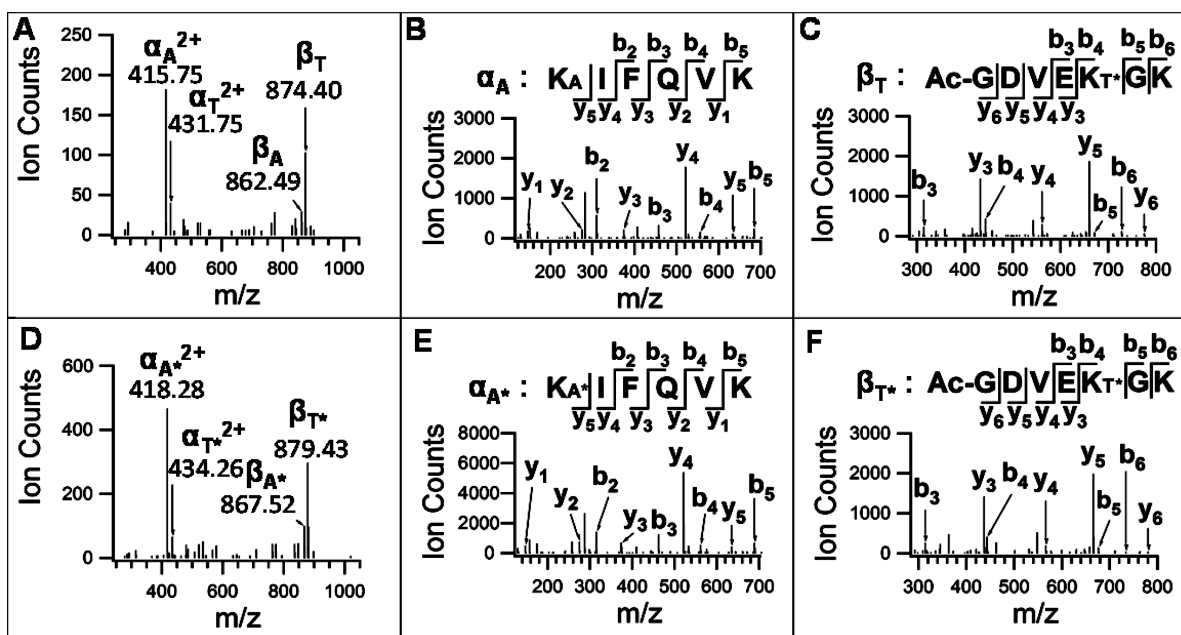 A
Ion Counts
250
200
150
100
50
0
αA2+
415.75
αT2+
431.75
βT
874.40
βA
862.49
400 600 800 1000
m/z
B
b2 b3 b4 b5
αA : KA I F Q V K
y5 y4 y3 y2 y1
Ion Counts
3000
2000
1000
0
y1 y2 b2 y3 b3 y4 b4 y5 b5
200 300 400 500 600 700
m/z
C
b3 b4 b5 b6
βT : Ac-G D V E KT* G K
y6 y5 y4 y3
Ion Counts
3000
2000
1000
0
b3 y3 b4 y4 y5 b5 b6 y6
300 400 500 600 700 800
m/z
D
Ion Counts
600
400
200
0
αA*2+
418.28
αT*2+
434.26
βT*
879.43
βA*
867.52
400 600 800 1000
m/z
E
b2 b3 b4 b5
αA* : KA* I F Q V K
y5 y4 y3 y2 y1
Ion Counts
8000
6000
4000
2000
0
y1 y2 b2 y3 b3 y4 b4 y5 b5
200 300 400 500 600 700
m/z
F
b3 b4 b5 b6
βT* : Ac-G D V E KT* G K
y6 y5 y4 y3
Ion Counts
3000
2000
1000
0
b3 y3 b4 y4 y5 b5 b6 y6
300 400 500 600 700 800
m/z